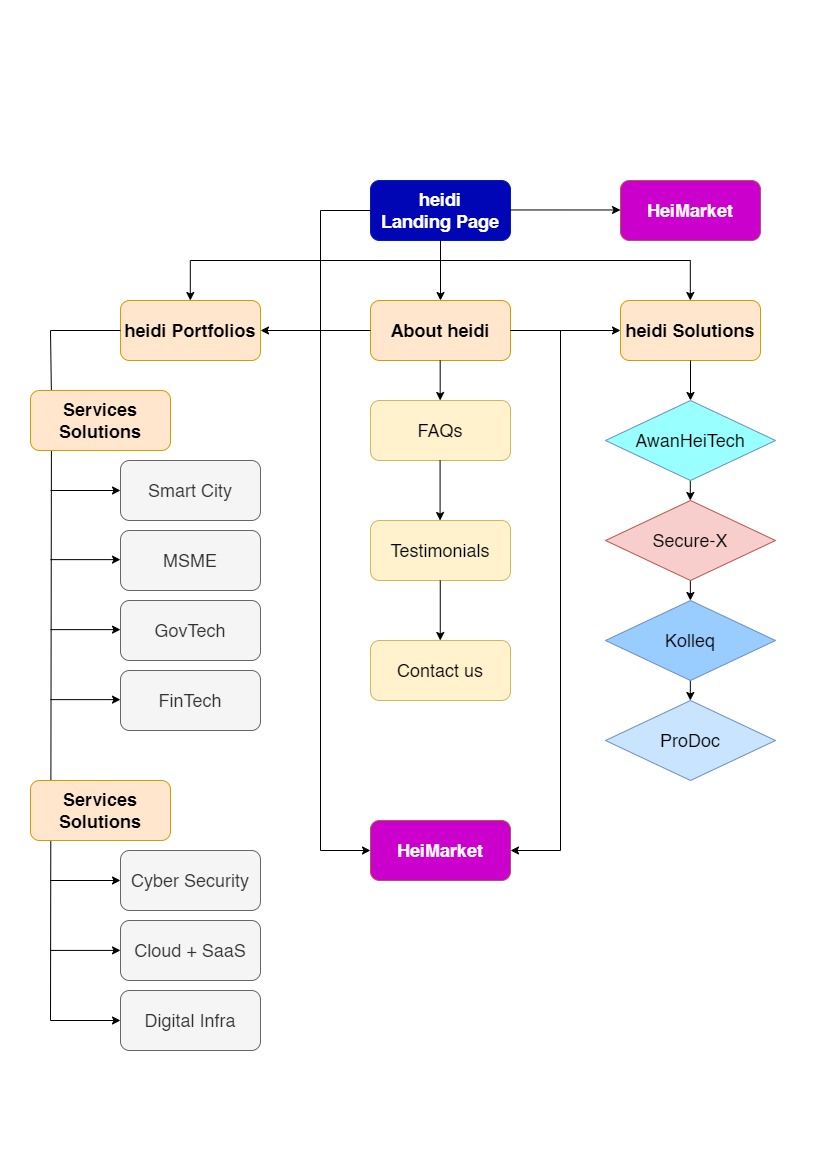 heidi
Landing Page
HeiMarket
heidi Portfolios
About heidi
heidi Solutions
Services
Solutions
FAQs
AwanHeiTech
Smart City
Secure-X
Testimonials
MSME
GovTech
Kolleq
Contact us
FinTech
ProDoc
Services
Solutions
HeiMarket
Cyber Security
Cloud + SaaS
Digital Infra